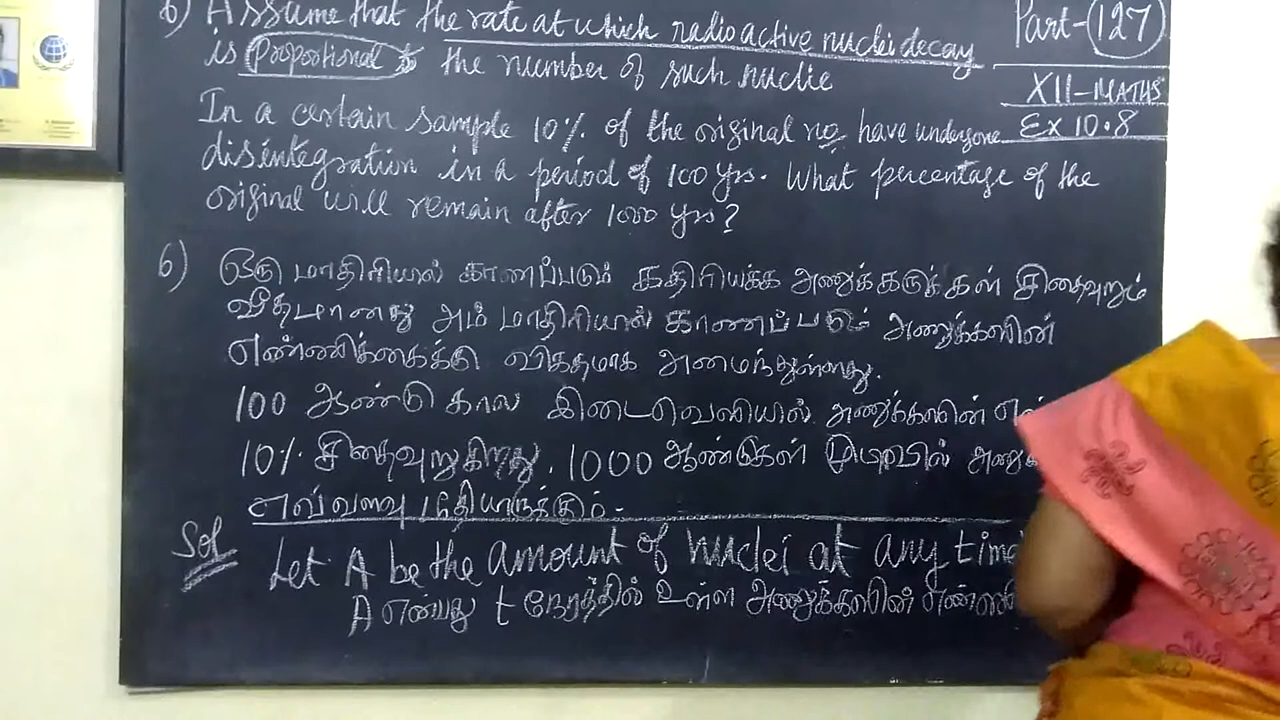 6) Assume that the rate at which radioactive nuclei decay
is Proportional to the number of such nuclie
In a certain sample 10% of the original no. have undergone
disintegration in a period of 100 yrs. What percentage of the
original will remain after 1000 yrs?
Part-(127)
XII-MATHS
Ex 10.8
6) ஒரு மாதிரியில் காணப்படும் கதிரியக்க அணுக்கருக்கள் சிதைவுறும்
வீதமானது அம் மாதிரியில் காணப்படும் அணுக்களின்
எண்ணிக்கைக்கு விகிதமாக அமைந்துள்ளது.
100 ஆண்டு கால இடைவெளியில் அணுக்களின்
10% சிதைவுறுகிறது. 1000 ஆண்டுகள் முடிவில்
எவ்வளவு மீதியிருக்கும்.
Sol
Let A be the amount of nuclei at any time
A என்பது t நேரத்தில் உள்ள அணுக்களின்